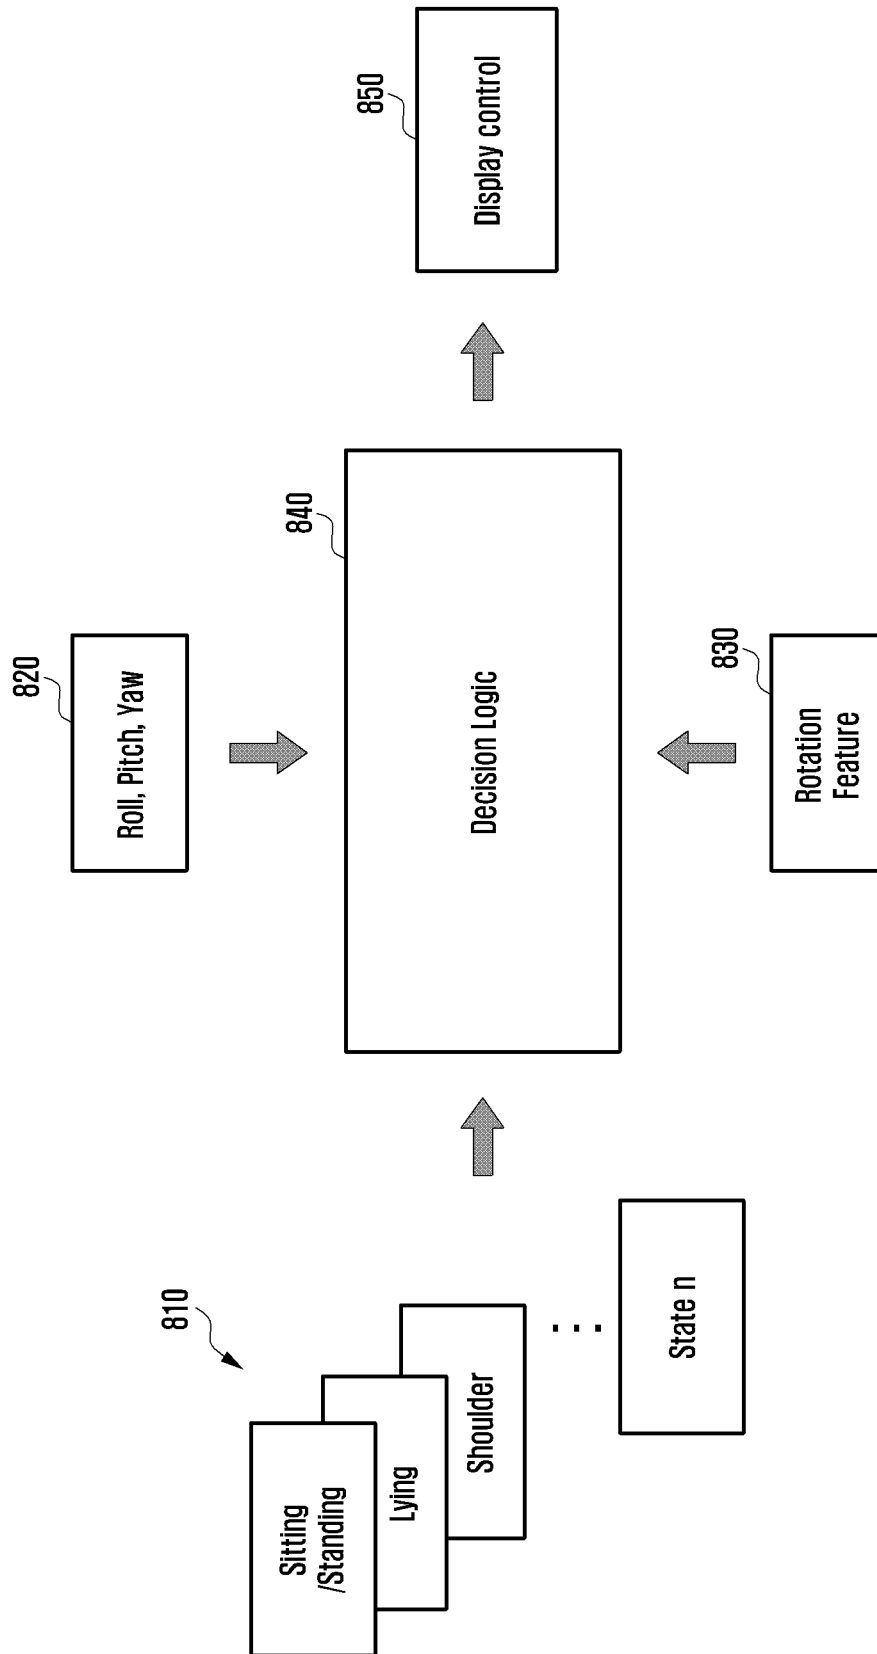 810
Sitting
/Standing
Lying
Shoulder
...
State n
820
Roll, Pitch, Yaw
840
Decision Logic
830
Rotation
Feature
850
Display control